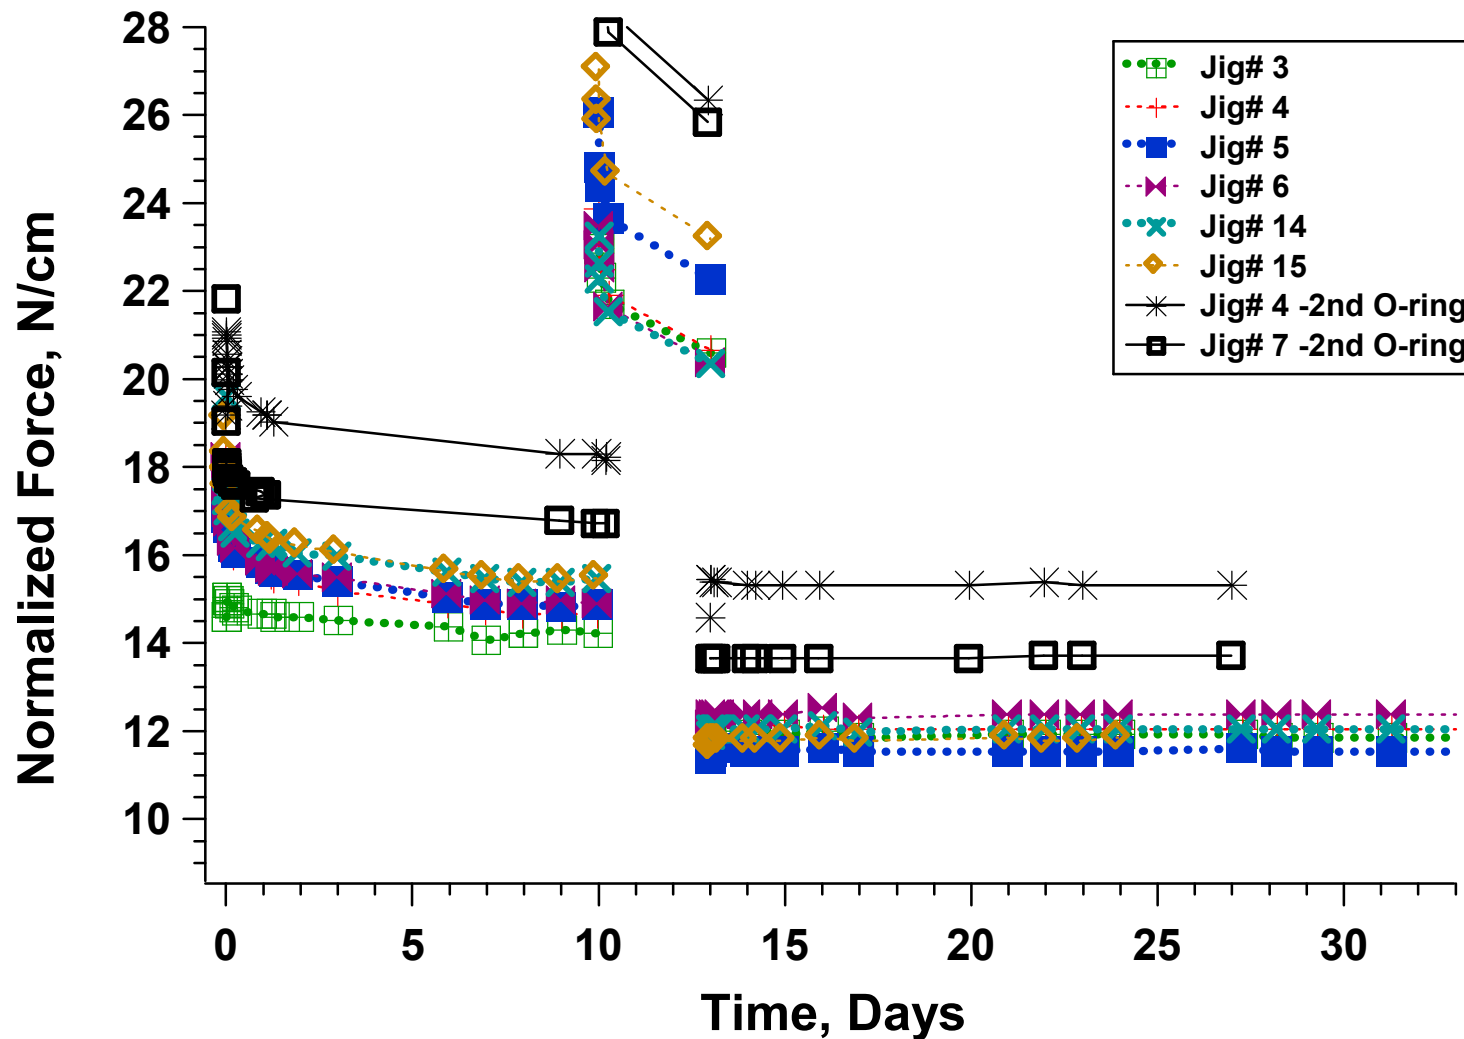 Normalized Force, N/cm
28
26
24
22
20
18
16
14
12
10
0 5 10 15 20 25 30
Time, Days
Jig# 3
Jig# 4
Jig# 5
Jig# 6
Jig# 14
Jig# 15
Jig# 4 -2nd O-ring
Jig# 7 -2nd O-ring